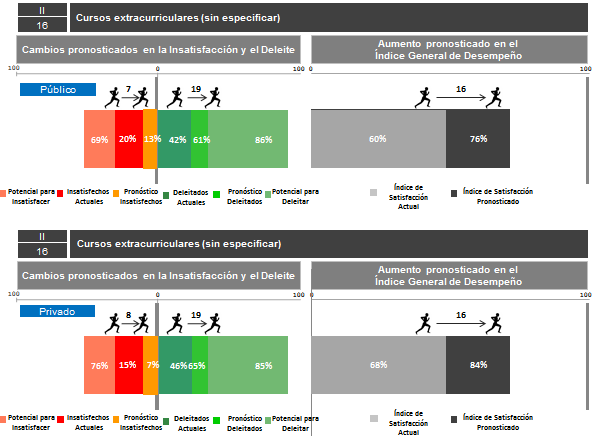 II
16
Cursos extracurriculares (sin especificar)
Cambios pronosticados en la Insatisfacción y el Deleite
Aumento pronosticado en el
Índice General de Desempeño
100
0
100
0
100
Público
7
19
16
69%
20%
13%
42%
61%
86%
60%
76%
Potencial para
Insatisfacer
Insatisfechos
Actuales
Pronóstico
Insatisfechos
Deleitados
Actuales
Pronóstico
Deleitados
Potencial para
Deleitar
Índice de
Satisfacción
Actual
Índice de Satisfacción
Pronosticado
II
16
Cursos extracurriculares (sin especificar)
Cambios pronosticados en la Insatisfacción y el Deleite
Aumento pronosticado en el
Índice General de Desempeño
100
0
100
0
100
Privado
8
19
16
76%
15%
7%
46%
65%
85%
68%
84%
Potencial para
Insatisfacer
Insatisfechos
Actuales
Pronóstico
Insatisfechos
Deleitados
Actuales
Pronóstico
Deleitados
Potencial para
Deleitar
Índice de
Satisfacción
Actual
Índice de Satisfacción
Pronosticado